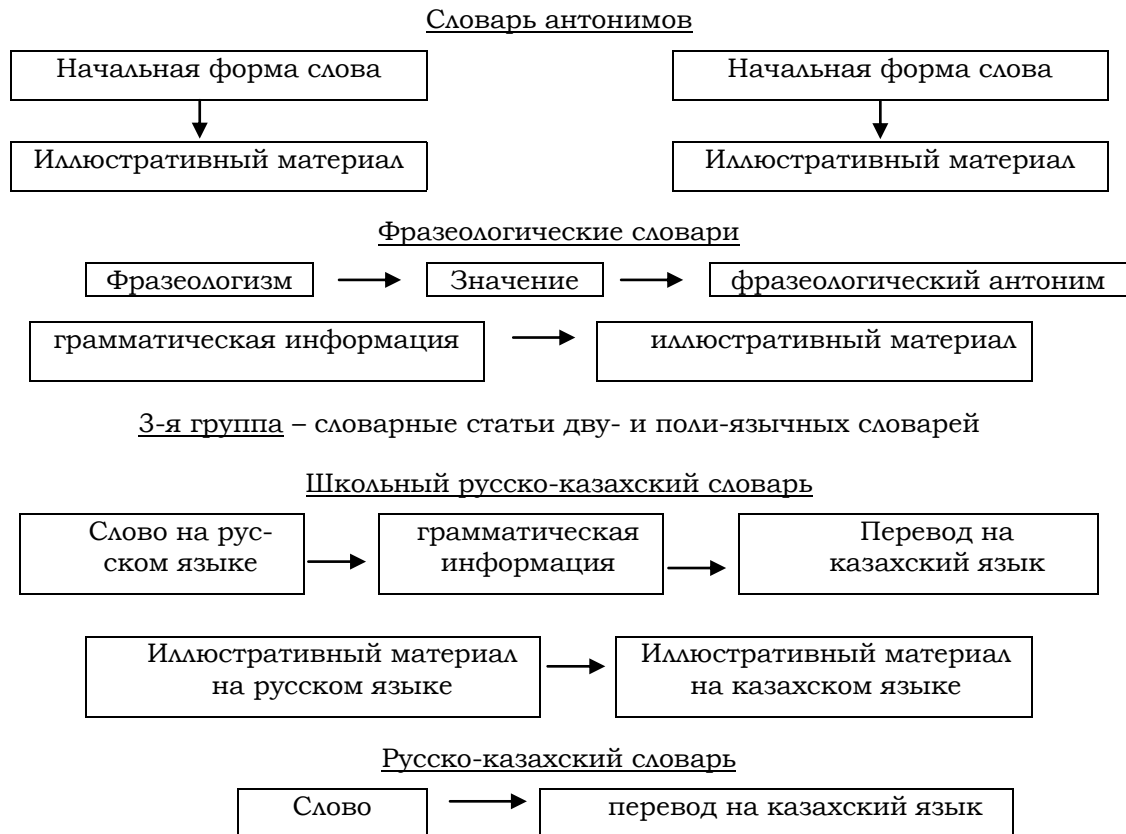 Словарь антонимов
Начальная форма слова
Начальная форма слова
Иллюстративный материал
Иллюстративный материал
Фразеологические словари
Фразеологизм
Значение
фразеологический антоним
грамматическая информация
иллюстративный материал
3-я группа – словарные статьи дву- и поли-язычных словарей
Школьный русско-казахский словарь
Слово на рус-
ском языке
грамматическая
информация
Перевод на
казахский язык
Иллюстративный материал
на русском языке
Иллюстративный материал
на казахском языке
Русско-казахский словарь
Слово
перевод на казахский язык